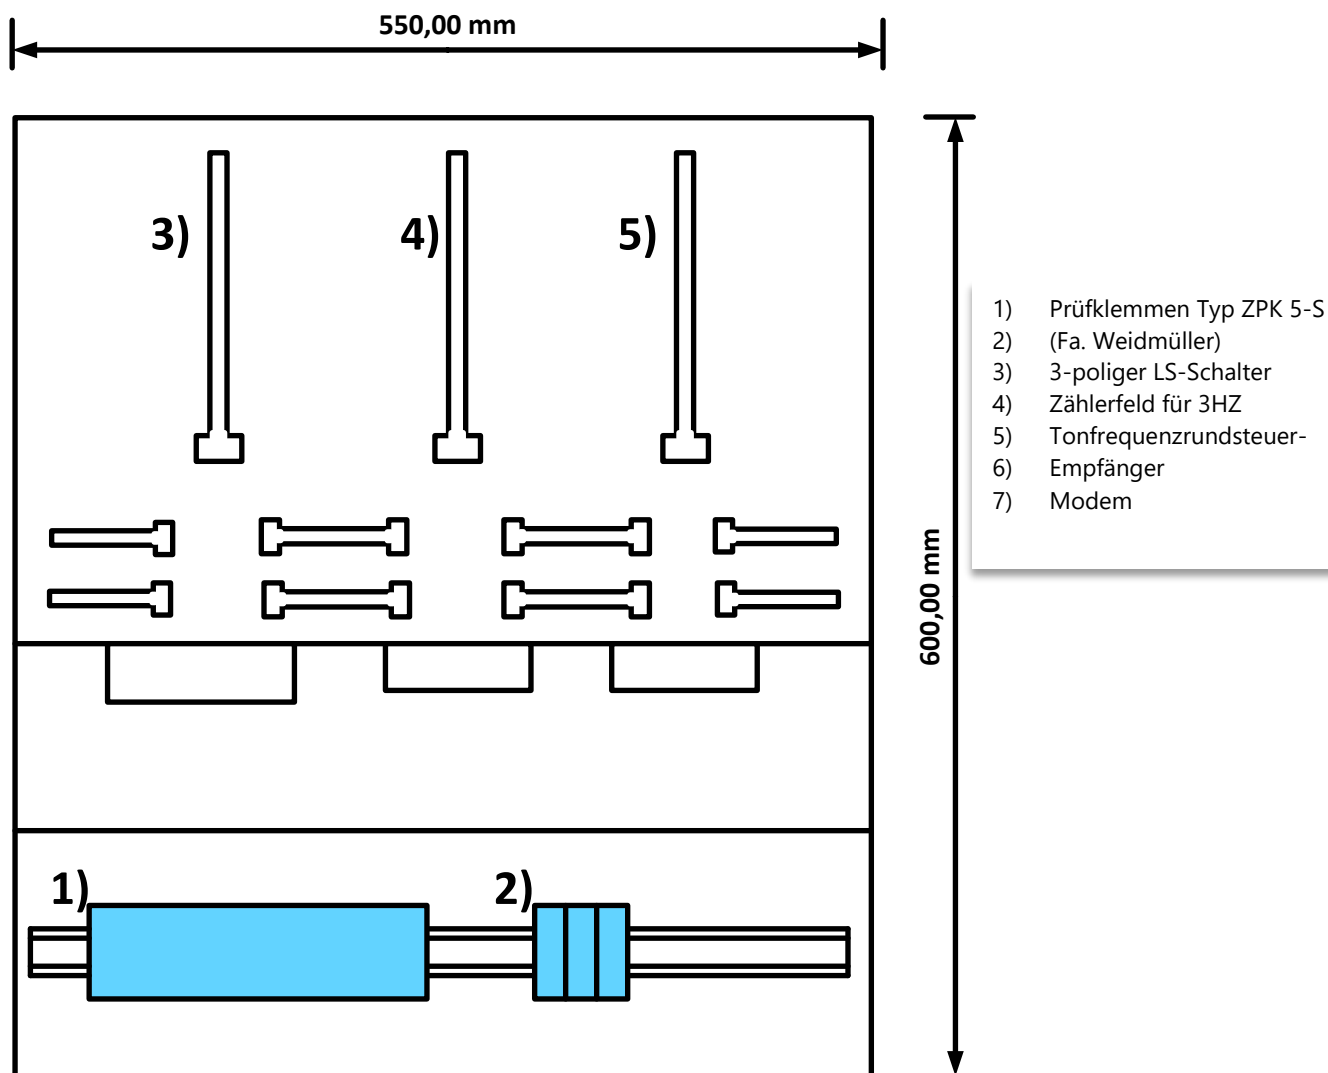 550,00 mm
3)
4)
5)
1) Prüfklemmen Typ ZPK 5-S
2) (Fa. Weidmüller)
3) 3-poliger LS-Schalter
4) Zählerfeld für 3HZ
5) Tonfrequenzrundsteuer-
6) Empfänger
7) Modem
600,00 mm
1)
2)